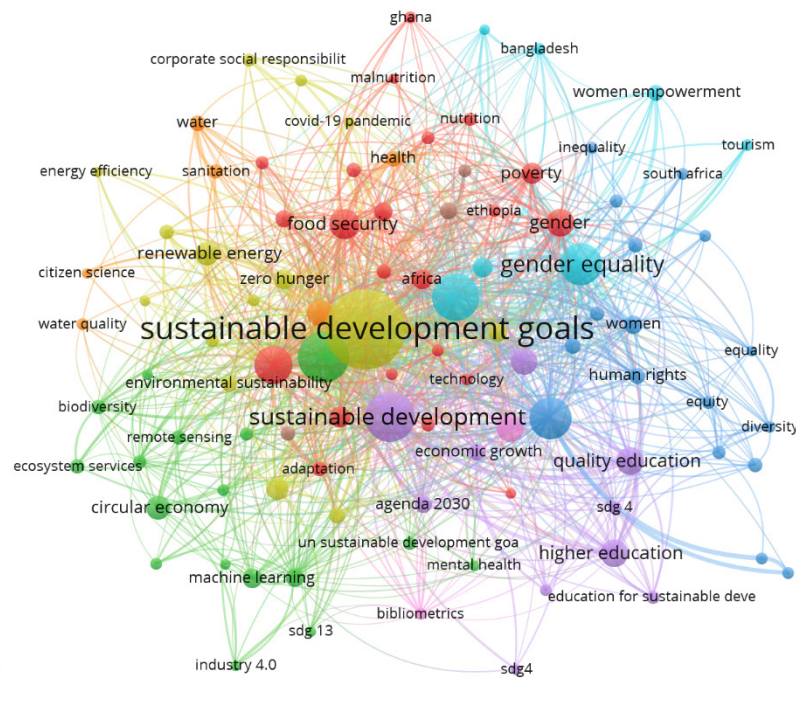 ghana
bangladesh
corporate social responsibilit
malnutrition
women empowerment
water
covid-19 pandemic
nutrition
inequality
tourism
energy efficiency
sanitation
health
poverty
south africa
ethiopia
food security
gender
renewable energy
gender equality
citizen science
zero hunger
africa
water quality
sustainable development goals
women
equality
environmental sustainability
technology
human rights
biodiversity
equity
sustainable development
diversity
remote sensing
economic growth
ecosystem services
adaptation
quality education
circular economy
agenda 2030
sdg 4
un sustainable development goa
higher education
mental health
machine learning
education for sustainable deve
bibliometrics
sdg 13
industry 4.0
sdg4